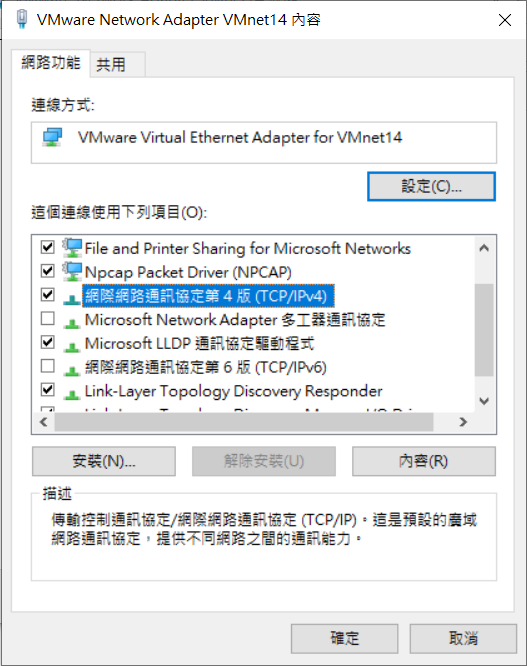 VMware Network Adapter VMnet14 內容
網路功能
共用
連線方式:
VMware Virtual Ethernet Adapter for VMnet14
設定(C)...
這個連線使用下列項目(O):
File and Printer Sharing for Microsoft Networks
Npcap Packet Driver (NPCAP)
網際網路通訊協定第 4 版 (TCP/IPv4)
Microsoft Network Adapter 多工器通訊協定
Microsoft LLDP 通訊協定驅動程式
網際網路通訊協定第 6 版 (TCP/IPv6)
Link-Layer Topology Discovery Responder
安裝(N)...
解除安裝(U)
內容(R)
描述
傳輸控制通訊協定/網際網路通訊協定 (TCP/IP)。這是預設的廣域
網路通訊協定，提供不同網路之間的通訊能力。
確定
取消